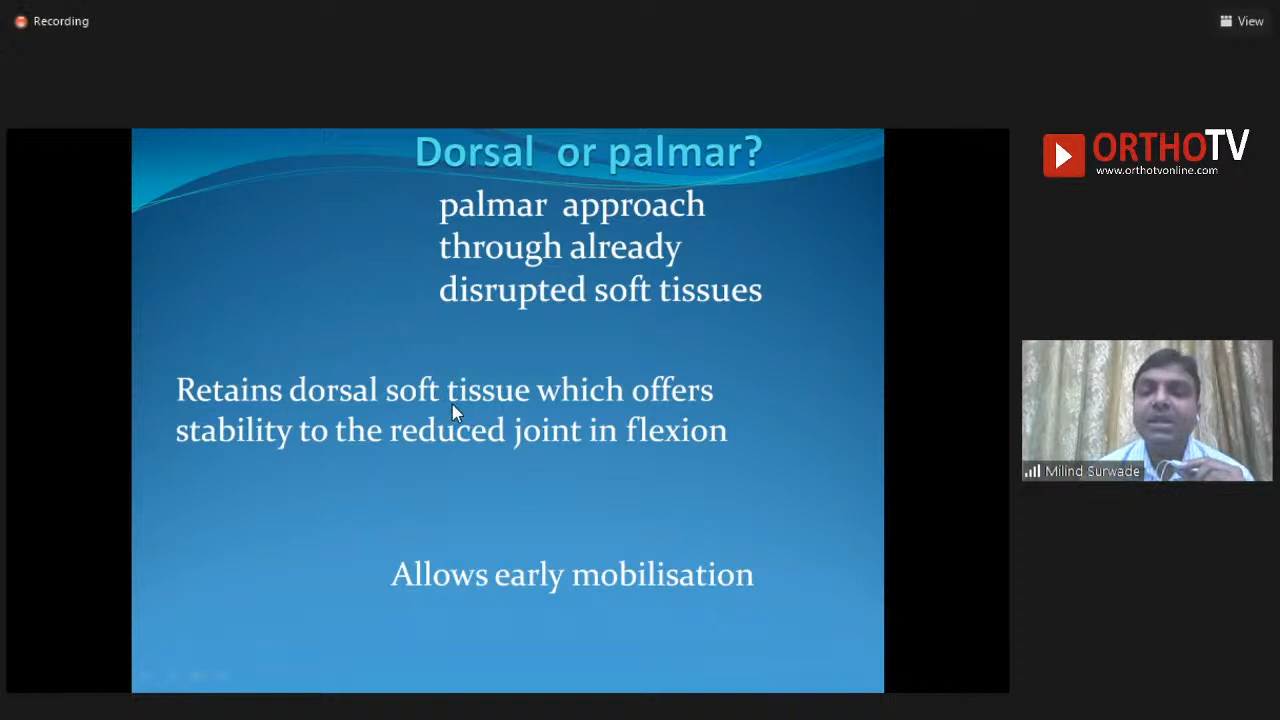 Recording
View
ORTHOTV
www.orthotvonline.com
Dorsal or palmar?
palmar approach
through already
disrupted soft tissues
Retains dorsal soft tissue which offers
stability to the reduced joint in flexion
Allows early mobilisation
Milind Surwade